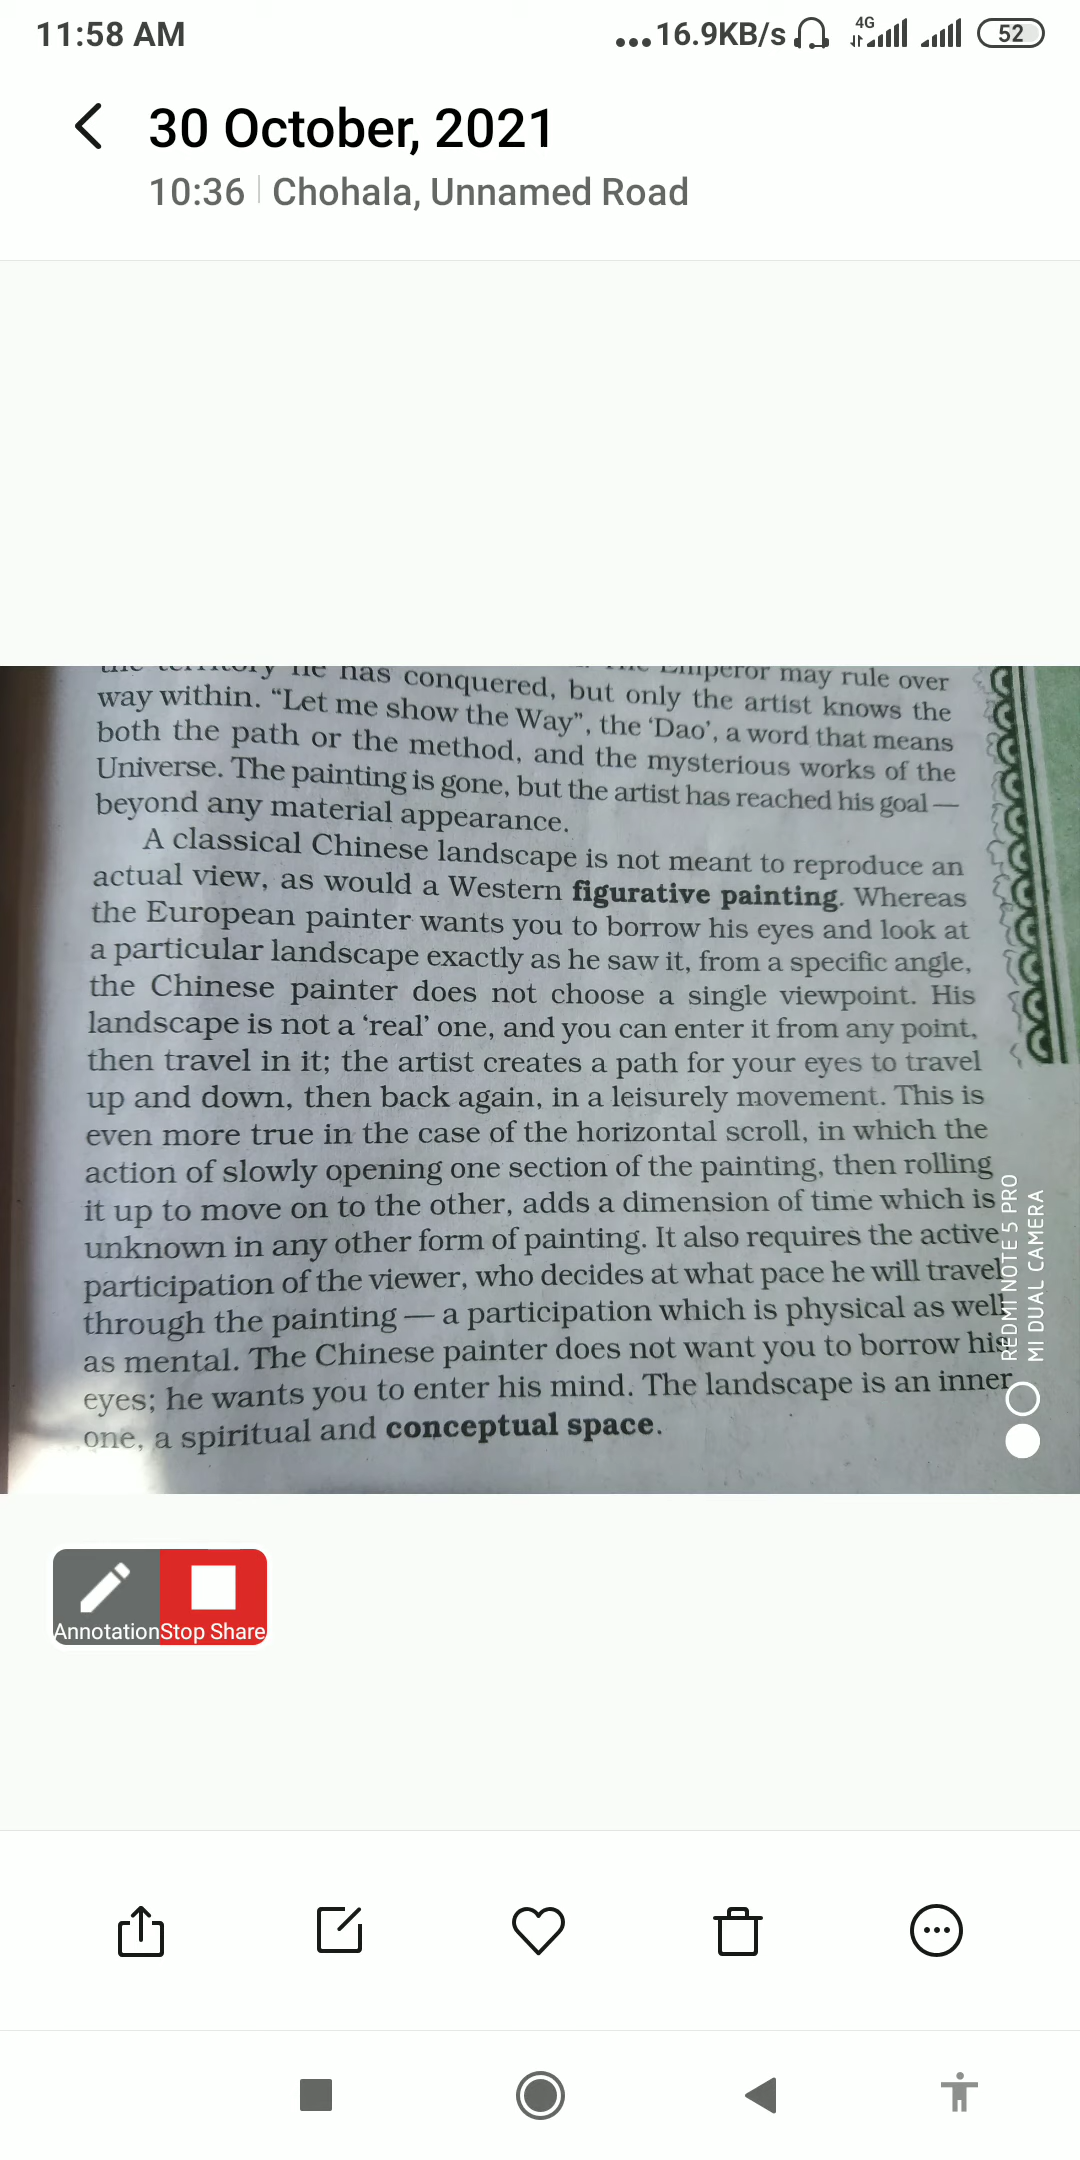 11:58 AM
...16.9KB/s 4G 52
30 October, 2021
10:36 Chohala, Unnamed Road
the territory he has conquered, but only the artist knows the
Emperor may rule over
way within. “Let me show the Way”, the ‘Dao’, a word that means
both the path or the method, and the mysterious works of the
Universe. The painting is gone, but the artist has reached his goal —
beyond any material appearance.
A classical Chinese landscape is not meant to reproduce an
actual view, as would a Western figurative painting. Whereas
the European painter wants you to borrow his eyes and look at
a particular landscape exactly as he saw it, from a specific angle,
the Chinese painter does not choose a single viewpoint. His
landscape is not a ‘real’ one, and you can enter it from any point,
then travel in it; the artist creates a path for your eyes to travel
up and down, then back again, in a leisurely movement. This is
even more true in the case of the horizontal scroll, in which the
action of slowly opening one section of the painting, then rolling
it up to move on to the other, adds a dimension of time which is
unknown in any other form of painting. It also requires the active
participation of the viewer, who decides at what pace he will travel
through the painting — a participation which is physical as well
as mental. The Chinese painter does not want you to borrow his
eyes; he wants you to enter his mind. The landscape is an inner
one, a spiritual and conceptual space.
REDMI NOTE 5 PRO
MI DUAL CAMERA
Annotation Stop Share